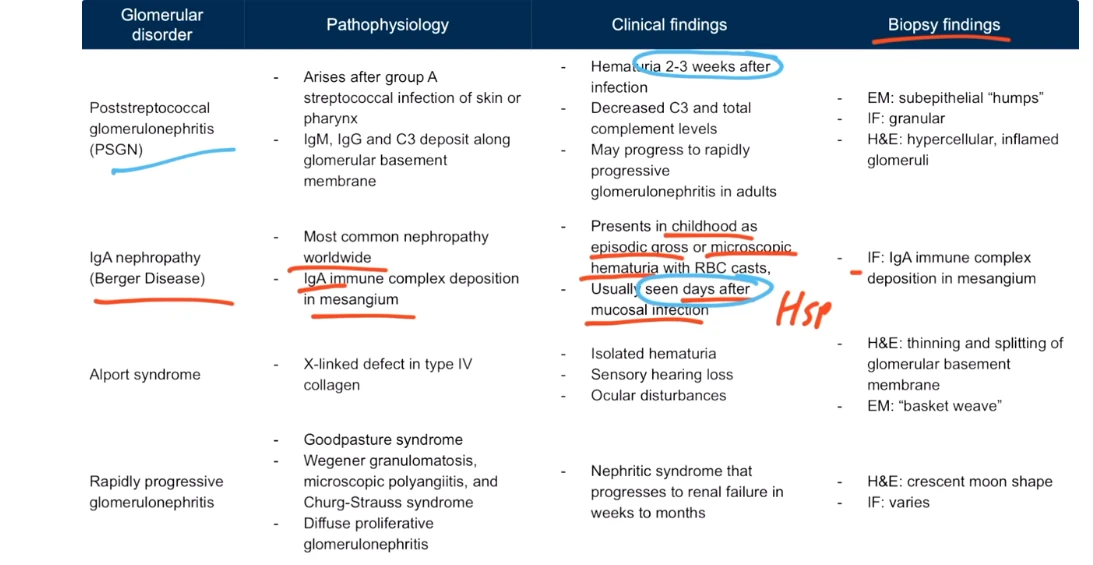 Glomerular
disorder
Pathophysiology
Clinical findings
Biopsy findings
Poststreptococcal
glomerulonephritis
(PSGN)
- Arises after group A
streptococcal infection of skin or
pharynx
- IgM, IgG and C3 deposit along
glomerular basement
membrane
- Hematuria 2-3 weeks after
infection
- Decreased C3 and total
complement levels
- May progress to rapidly
progressive
glomerulonephritis in adults
- EM: subepithelial “humps”
- IF: granular
- H&E: hypercellular, inflamed
glomeruli
IgA nephropathy
(Berger Disease)
- Most common nephropathy
worldwide
- IgA immune complex deposition
in mesangium
- Presents in childhood as
episodic gross or microscopic
hematuria with RBC casts,
- Usually seen days after
mucosal infection
HSP
- IF: IgA immune complex
deposition in mesangium
Alport syndrome
- X-linked defect in type IV
collagen
- Isolated hematuria
- Sensory hearing loss
- Ocular disturbances
- H&E: thinning and splitting of
glomerular basement
membrane
- EM: “basket weave”
Rapidly progressive
glomerulonephritis
- Goodpasture syndrome
- Wegener granulomatosis,
microscopic polyangiitis, and
Churg-Strauss syndrome
- Diffuse proliferative
glomerulonephritis
- Nephritic syndrome that
progresses to renal failure in
weeks to months
- H&E: crescent moon shape
- IF: varies